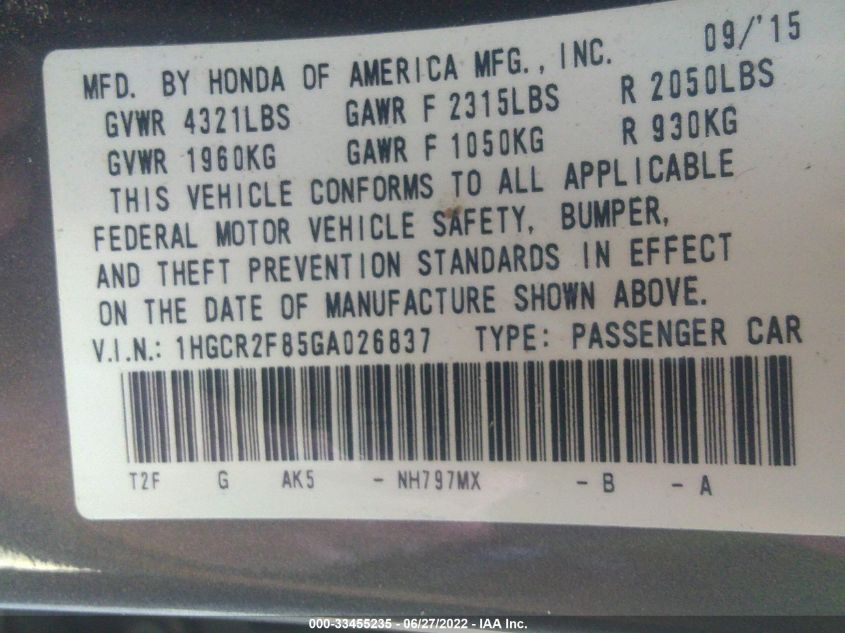 09/'15
MFD. BY HONDA OF AMERICA MFG., INC.
GVWR 4321LBS GAWR F 2315LBS R 2050LBS
GVWR 1960KG GAWR F 1050KG R 930KG
THIS VEHICLE CONFORMS TO ALL APPLICABLE
FEDERAL MOTOR VEHICLE SAFETY, BUMPER,
AND THEFT PREVENTION STANDARDS IN EFFECT
ON THE DATE OF MANUFACTURE SHOWN ABOVE.
V.I.N.: 1HGCR2F85GA026837 TYPE: PASSENGER CAR
T2F G AK5 - NH797MX - B - A
000-33455235 - 06/27/2022 - IAA Inc.